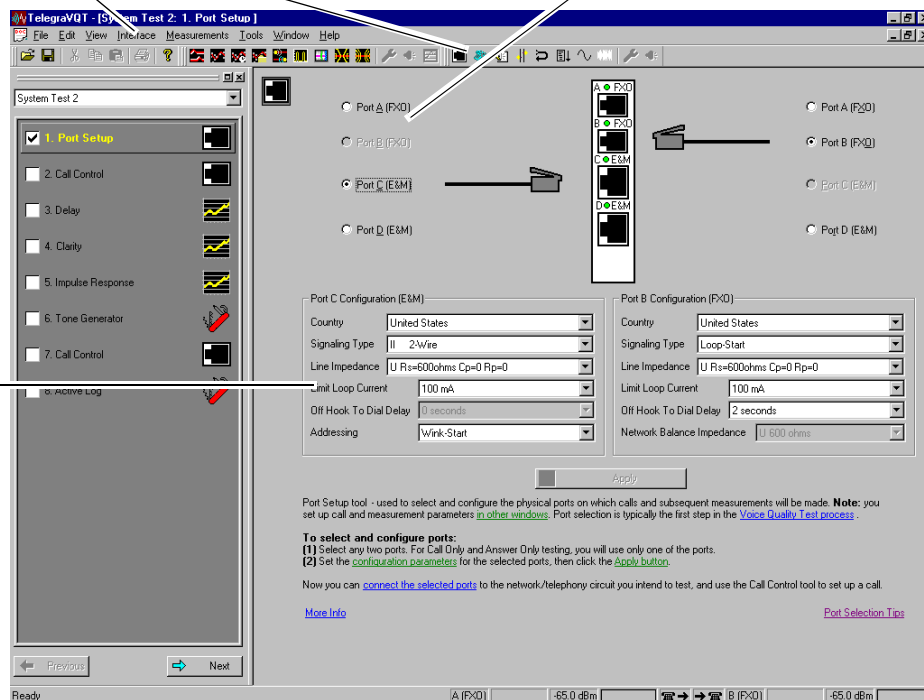 TelegraVQT - [System Test 2: 1. Port Setup ]
File Edit View Interface Measurements Tools Window Help
System Test 2
1. Port Setup
2. Call Control
3. Delay
4. Clarity
5. Impulse Response
6. Tone Generator
7. Call Control
8. Active Log
Previous Next
Port A (FXO)
Port B (FXO)
Port C (E&M)
Port D (E&M)
A FXO
B FXO
C E&M
D E&M
Port A (FXO)
Port B (FXO)
Port C (E&M)
Port D (E&M)
Port C Configuration (E&M)
Country United States
Signaling Type II 2-Wire
Line Impedance U Rs=600ohms Cp=0 Rp=0
Limit Loop Current 100 mA
Off Hook To Dial Delay 0 seconds
Addressing Wink-Start
Port B Configuration (FXO)
Country United States
Signaling Type Loop-Start
Line Impedance U Rs=600ohms Cp=0 Rp=0
Limit Loop Current 100 mA
Off Hook To Dial Delay 2 seconds
Network Balance Impedance U 600 ohms
Apply
Port Setup tool - used to select and configure the physical ports on which calls and subsequent measurements will be made. Note: you
set up call and measurement parameters in other windows. Port selection is typically the first step in the Voice Quality Test process .
To select and configure ports:
(1) Select any two ports. For Call Only and Answer Only testing, you will use only one of the ports.
(2) Set the configuration parameters for the selected ports, then click the Apply button.
Now you can connect the selected ports to the network/telephony circuit you intend to test, and use the Call Control tool to set up a call.
More Info Port Selection Tips
Ready A (FXO) -65.0 dBm B (FXO) -65.0 dBm